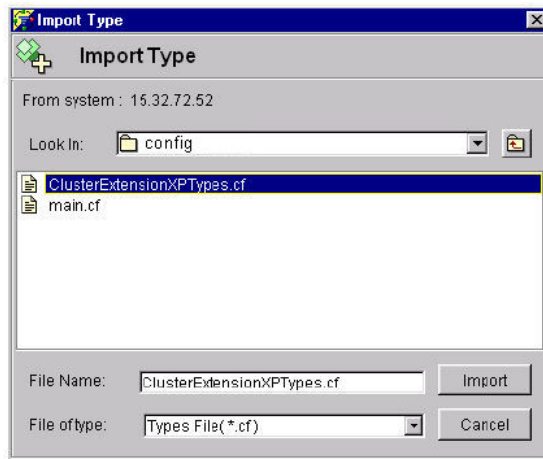 Import Type
Import Type
From system : 15.32.72.52
Look In: config
ClusterExtensionXPTypes.cf
main.cf
File Name: ClusterExtensionXPTypes.cf Import
File of type: Types File(*.cf) Cancel